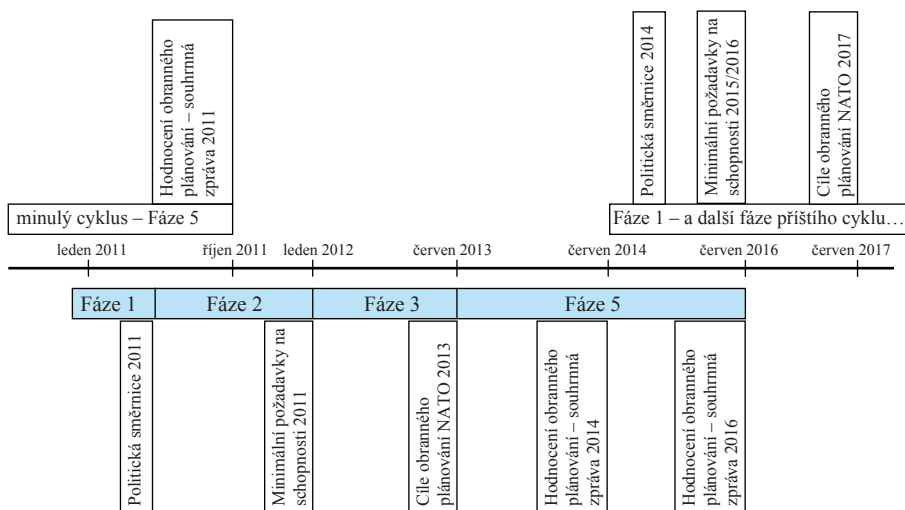 Hodnocení obranného
plánování – souhrnná
zpráva 2011
Politická směrnice 2014
Minimální požadavky na
schopnosti 2015/2016
Cíle obranného
plánování NATO 2017
minulý cyklus – Fáze 5
Fáze 1 – a další fáze příštího cyklu…
leden 2011
říjen 2011
leden 2012
červen 2013
červen 2014
červen 2016
červen 2017
Fáze 1
Fáze 2
Fáze 3
Fáze 5
Politická směrnice 2011
Minimální požadavky na
schopnosti 2011
Cíle obranného
plánování NATO 2013
Hodnocení obranného
plánování – souhrnná
zpráva 2014
Hodnocení obranného
plánování – souhrnná
zpráva 2016